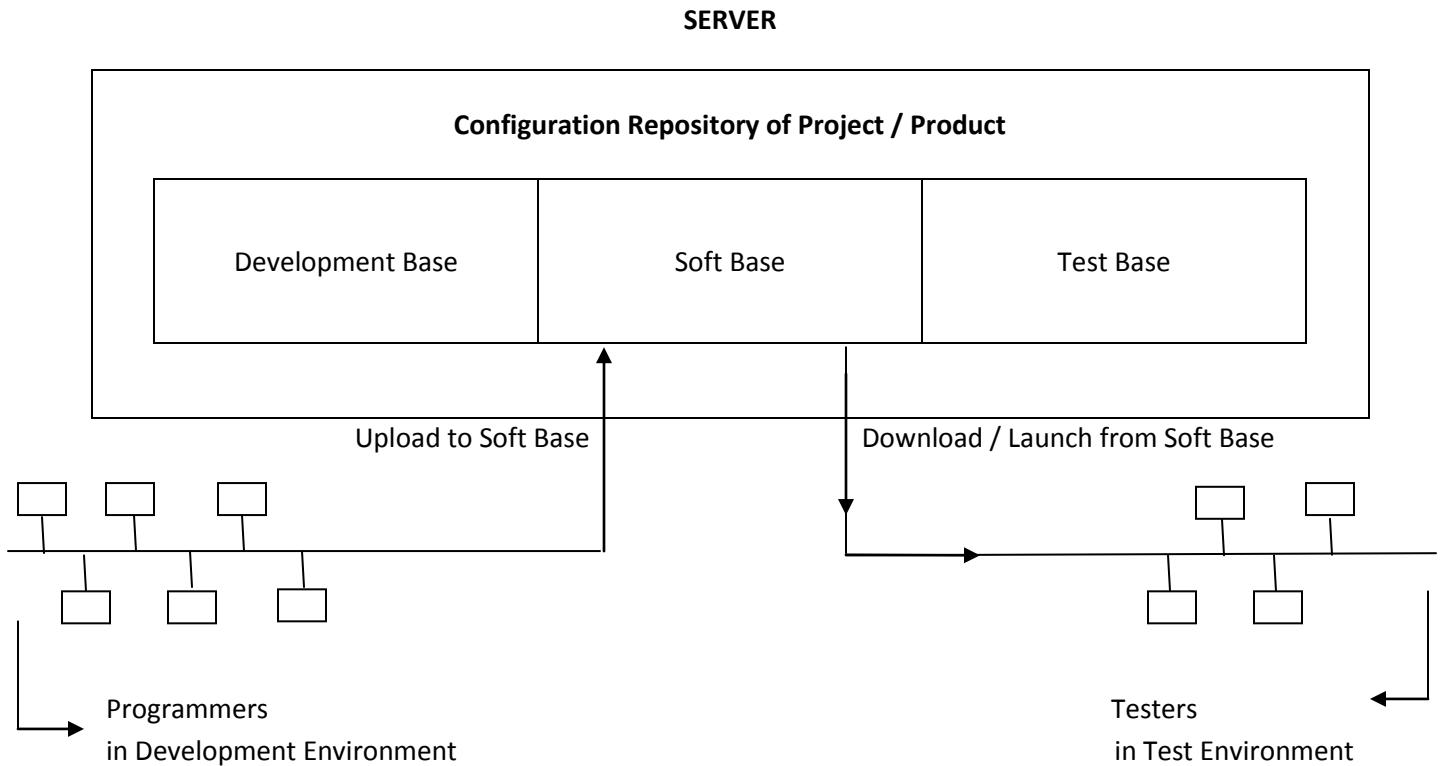 SERVER
Configuration Repository of Project / Product
Development Base
Soft Base
Test Base
Upload to Soft Base
Download / Launch from Soft Base
Programmers
in Development Environment
Testers
in Test Environment